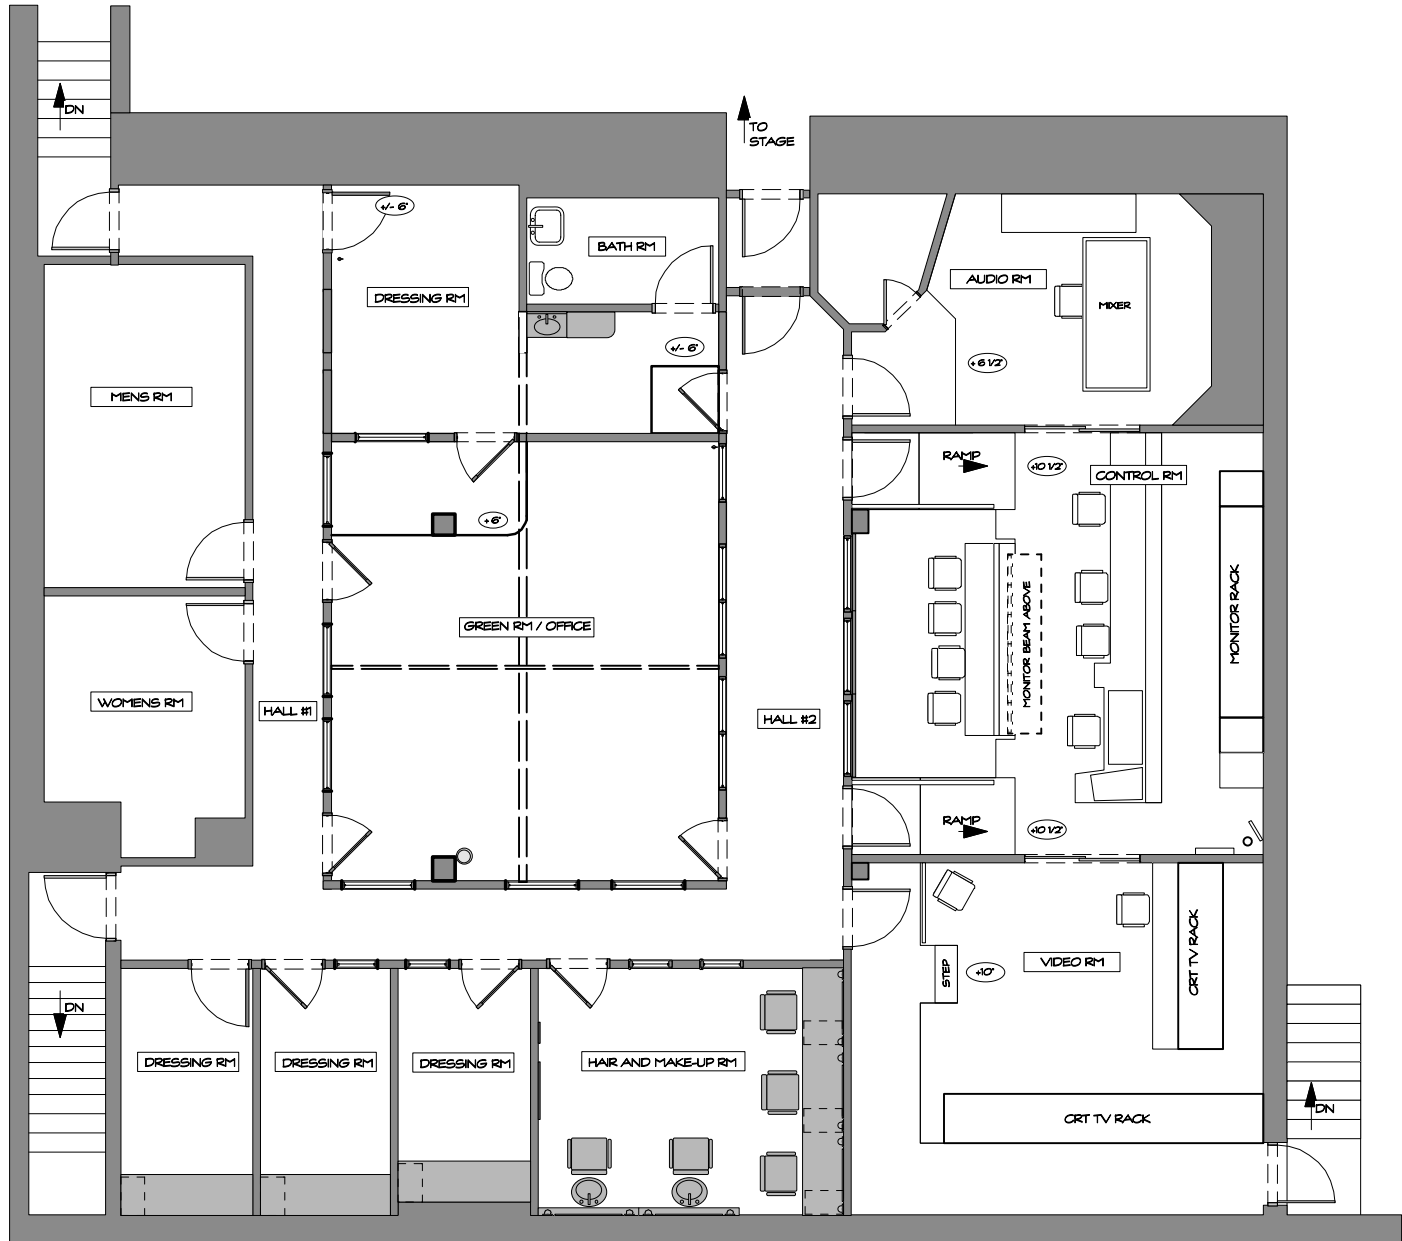 DN
TO
STAGE
+/- 6"
BATH RM
AUDIO RM
DRESSING RM
MIXER
+/- 6"
+ 6 1/2"
MENS RM
RAMP
+10 1/2"
CONTROL RM
+ 6"
MONITOR BEAM ABOVE
MONITOR RACK
GREEN RM / OFFICE
WOMENS RM
HALL #1
HALL #2
RAMP
+10 1/2"
CRT TV RACK
VIDEO RM
STEP
+10"
DN
DRESSING RM
DRESSING RM
DRESSING RM
HAIR AND MAKE-UP RM
CRT TV RACK
DN